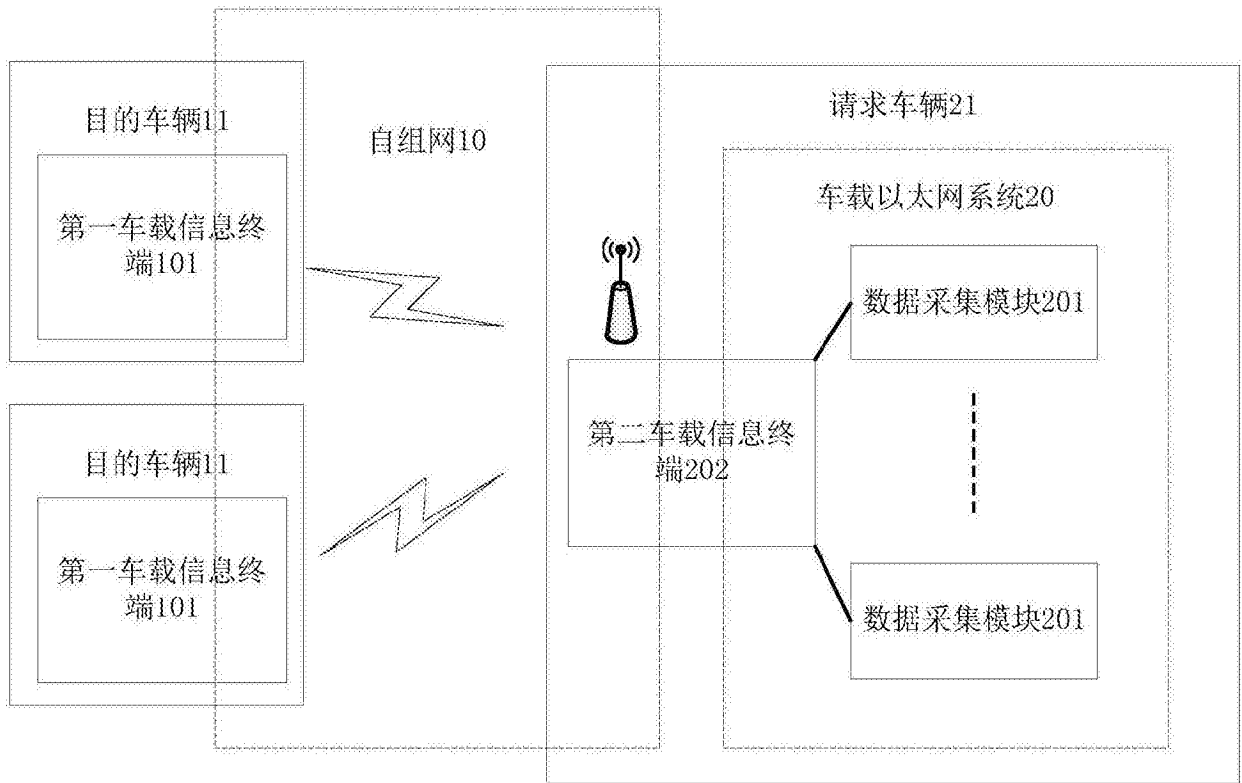 目的车辆11
第一车载信息终
端101
目的车辆11
第一车载信息终
端101
自组网10
请求车辆21
车载以太网系统20
数据采集模块201
第二车载信息终
端202
数据采集模块201